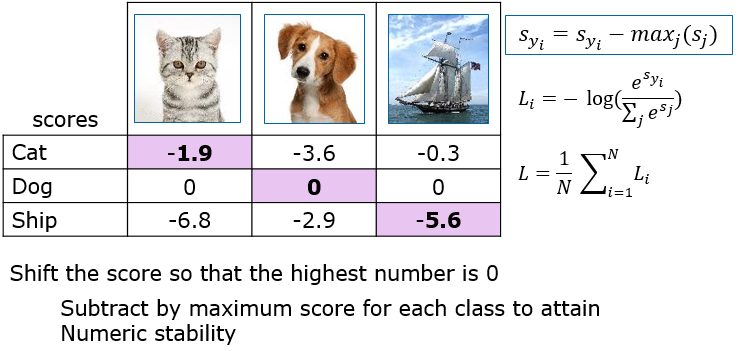 scores
Cat -1.9 -3.6 -0.3
Dog 0 0 0
Ship -6.8 -2.9 -5.6
s_{y_i} = s_{y_i} − max_j(s_j)
L_i = − log(\frac{e^{s_{y_i}}}{∑_j e^{s_j}})
L = \frac{1}{N} ∑_{i=1}^{N} L_i
Shift the score so that the highest number is 0
Subtract by maximum score for each class to attain
Numeric stability